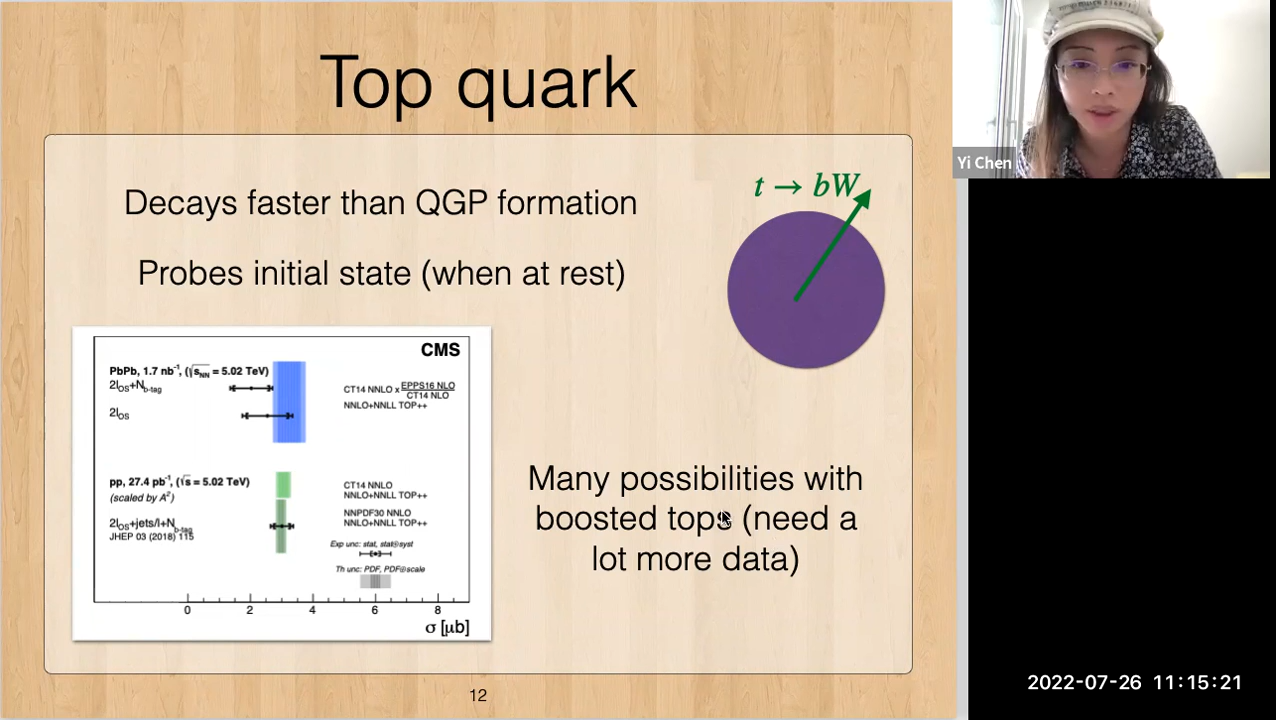 Top quark
Decays faster than QGP formation
Probes initial state (when at rest)
t → bW
CMS
PbPb, 1.7 nb⁻¹, (√sNN = 5.02 TeV)
2lOS+Nb-tag
2lOS
CT14 NNLO x EPPS16 NLO
CT14 NLO
NNLO+NNLL TOP++
pp, 27.4 pb⁻¹, (√s = 5.02 TeV)
(scaled by A²)
2lOS+jets/l+Nb-tag
JHEP 03 (2018) 115
CT14 NNLO
NNLO+NNLL TOP++
NNPDF30 NNLO
NNLO+NNLL TOP++
Exp unc: stat, stat⊕syst
Th unc: PDF, PDF⊕scale
0 2 4 6 8
σ [μb]
Many possibilities with
boosted tops (need a
lot more data)
12
Yi Chen
2022-07-26 11:15:21